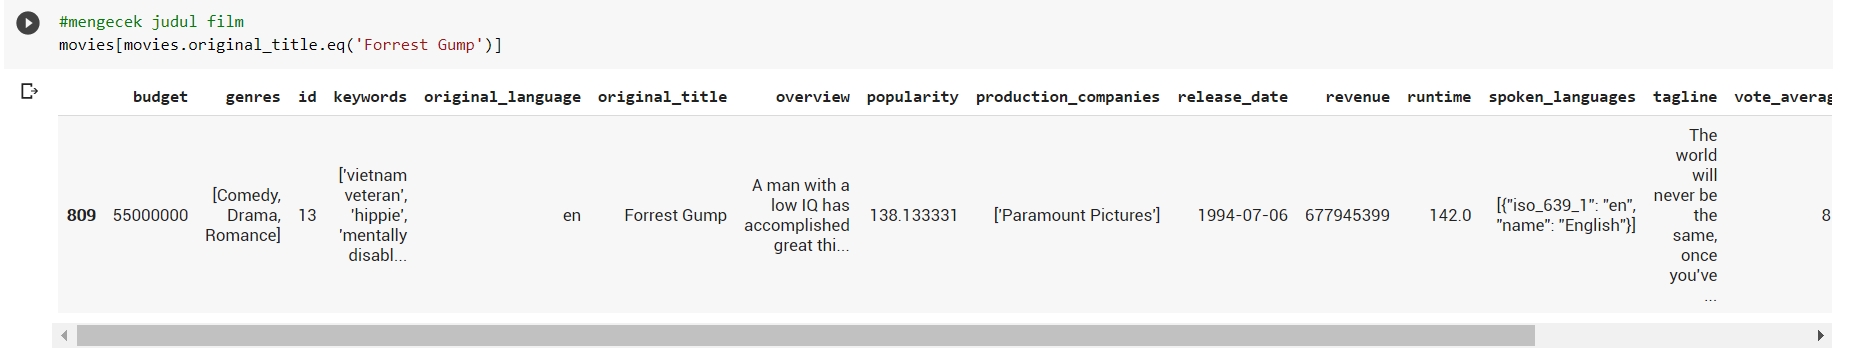 #mengecek judul film
movies[movies.original_title.eq('Forrest Gump')]
budget genres id keywords original_language original_title overview popularity production_companies release_date revenue runtime spoken_languages tagline vote_averag
809 55000000
[Comedy,
Drama,
Romance]
13
['vietnam
veteran',
'hippie',
'mentally
disabl...
en
Forrest Gump
A man with a
low IQ has
accomplished
great thi...
138.133331
['Paramount Pictures']
1994-07-06
677945399
142.0
[{"iso_639_1": "en",
"name": "English"}]
The
world
will
never be
the
same,
once
you've
...
8